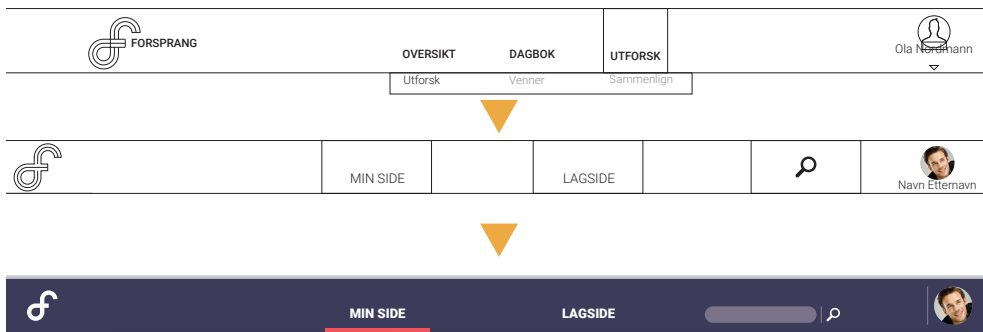 FORSPRANG
OVERSIKT DAGBOK UTFORSK
Ola Nordmann
Utforsk Venner Sammenlign
MIN SIDE LAGSIDE
Navn Etternavn
MIN SIDE LAGSIDE